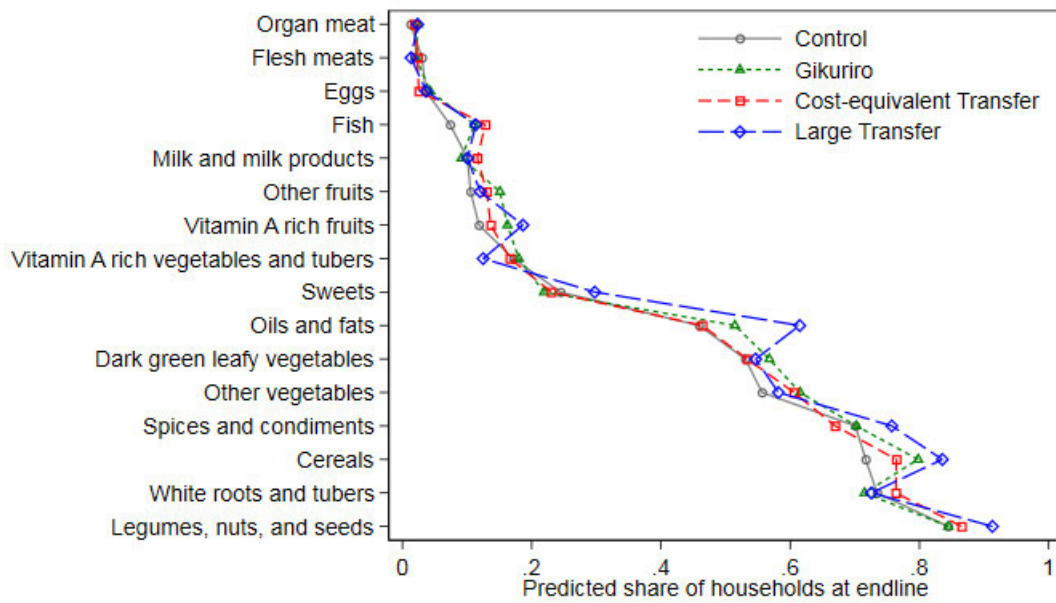 Organ meat
Flesh meats
Eggs
Fish
Milk and milk products
Other fruits
Vitamin A rich fruits
Vitamin A rich vegetables and tubers
Sweets
Oils and fats
Dark green leafy vegetables
Other vegetables
Spices and condiments
Cereals
White roots and tubers
Legumes, nuts, and seeds
Control
Gikuriro
Cost-equivalent Transfer
Large Transfer
0 .2 .4 .6 .8 1
Predicted share of households at endline